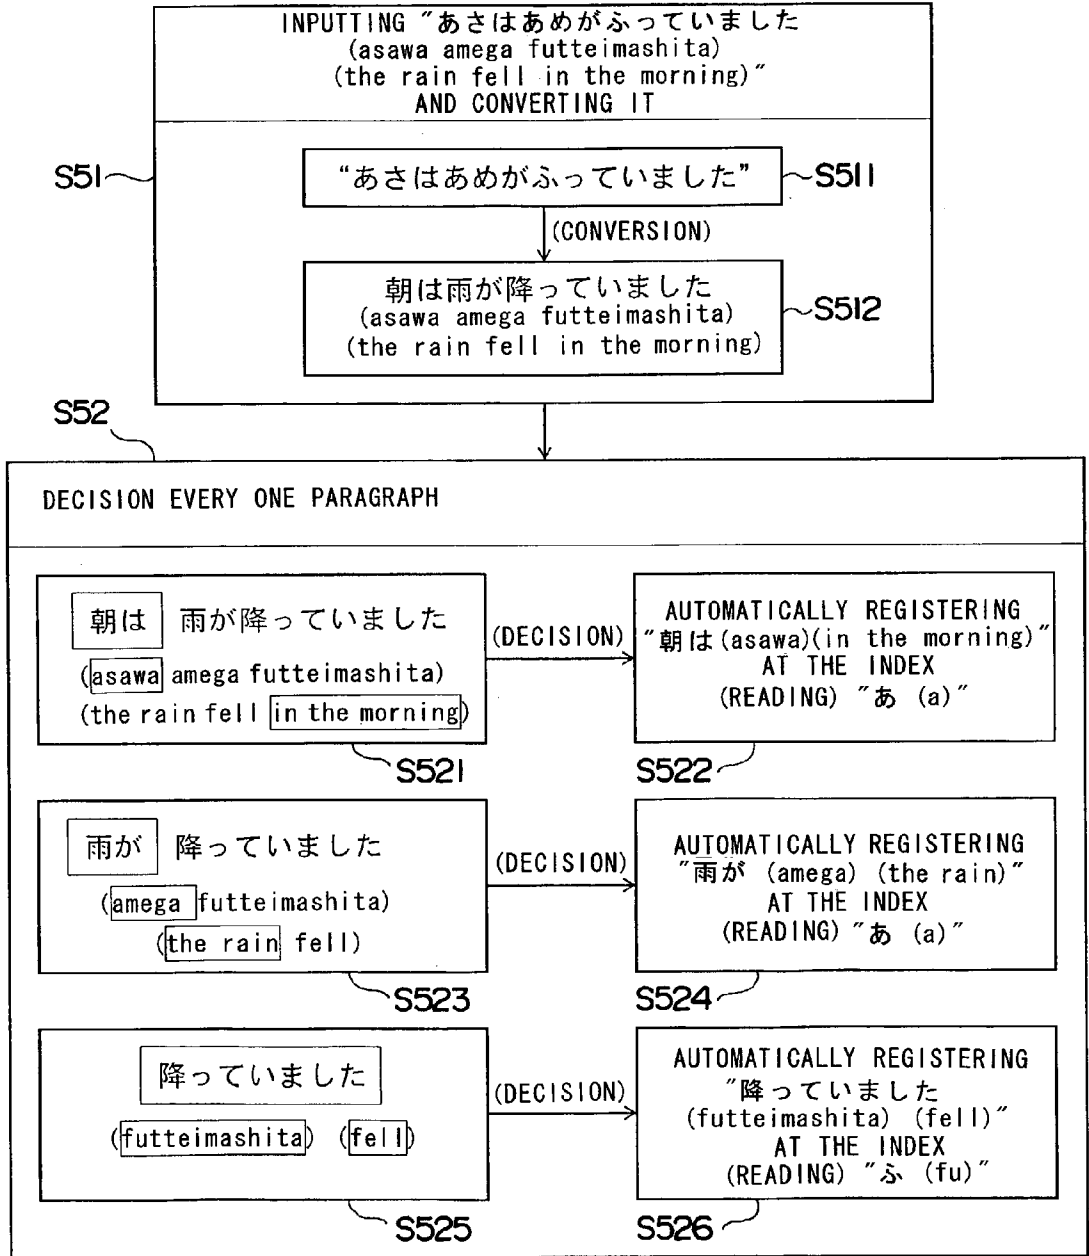 INPUTTING "あさはあめがふっていました
(asawa amega futteimashita)
(the rain fell in the morning)"
AND CONVERTING IT
S51
"あさはあめがふっていました"
S511
(CONVERSION)
朝は雨が降っていました
(asawa amega futteimashita)
(the rain fell in the morning)
S512
S52
DECISION EVERY ONE PARAGRAPH
朝は 雨が降っていました
(asawa amega futteimashita)
(the rain fell in the morning)
S521
(DECISION)
AUTOMATICALLY REGISTERING
"朝は(asawa)(in the morning)"
AT THE INDEX
(READING) "あ (a)"
S522
雨が 降っていました
(amega futteimashita)
(the rain fell)
S523
(DECISION)
AUTOMATICALLY REGISTERING
"雨が (amega) (the rain)"
AT THE INDEX
(READING) "あ (a)"
S524
降っていました
(futteimashita) (fell)
S525
(DECISION)
AUTOMATICALLY REGISTERING
"降っていました
(futteimashita) (fell)"
AT THE INDEX
(READING) "ふ (fu)"
S526